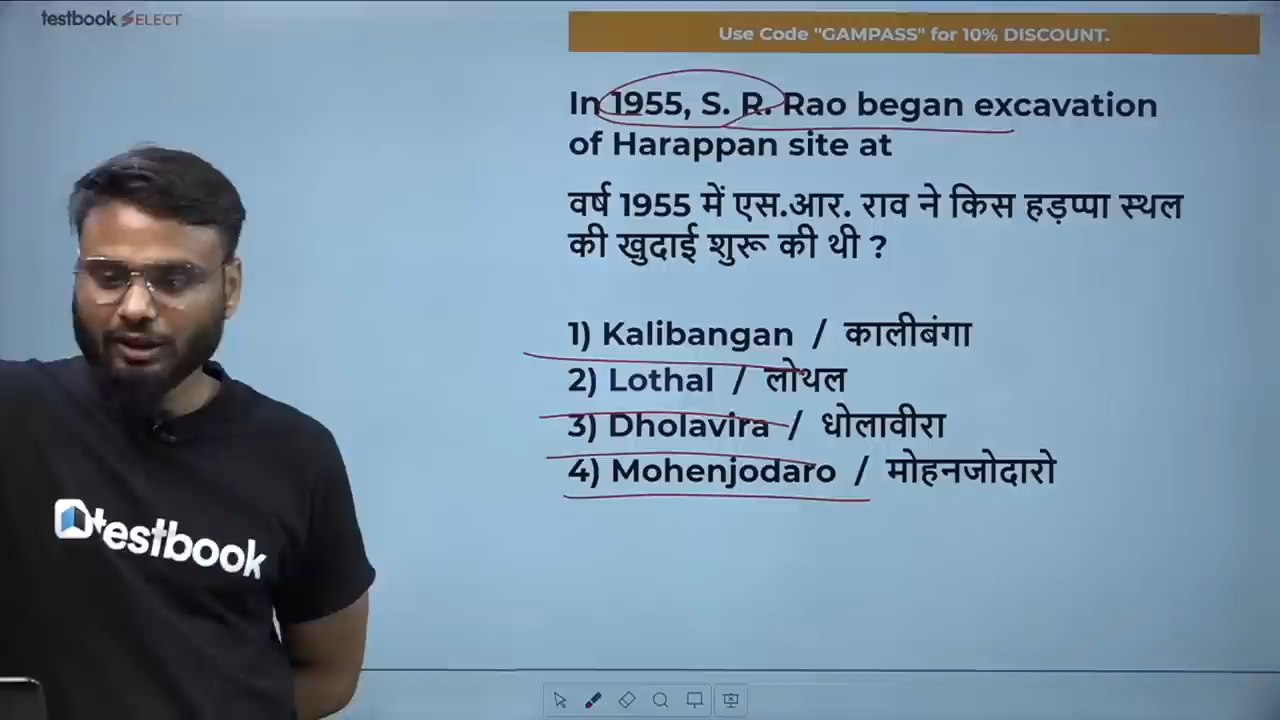 testbook SELECT
Use Code "GAMPASS" for 10% DISCOUNT.
In 1955, S. R. Rao began excavation
of Harappan site at
वर्ष 1955 में एस.आर. राव ने किस हड़प्पा स्थल
की खुदाई शुरू की थी ?
1) Kalibangan / कालीबंगा
2) Lothal / लोथल
3) Dholavira / धोलावीरा
4) Mohenjodaro / मोहनजोदारो
testbook